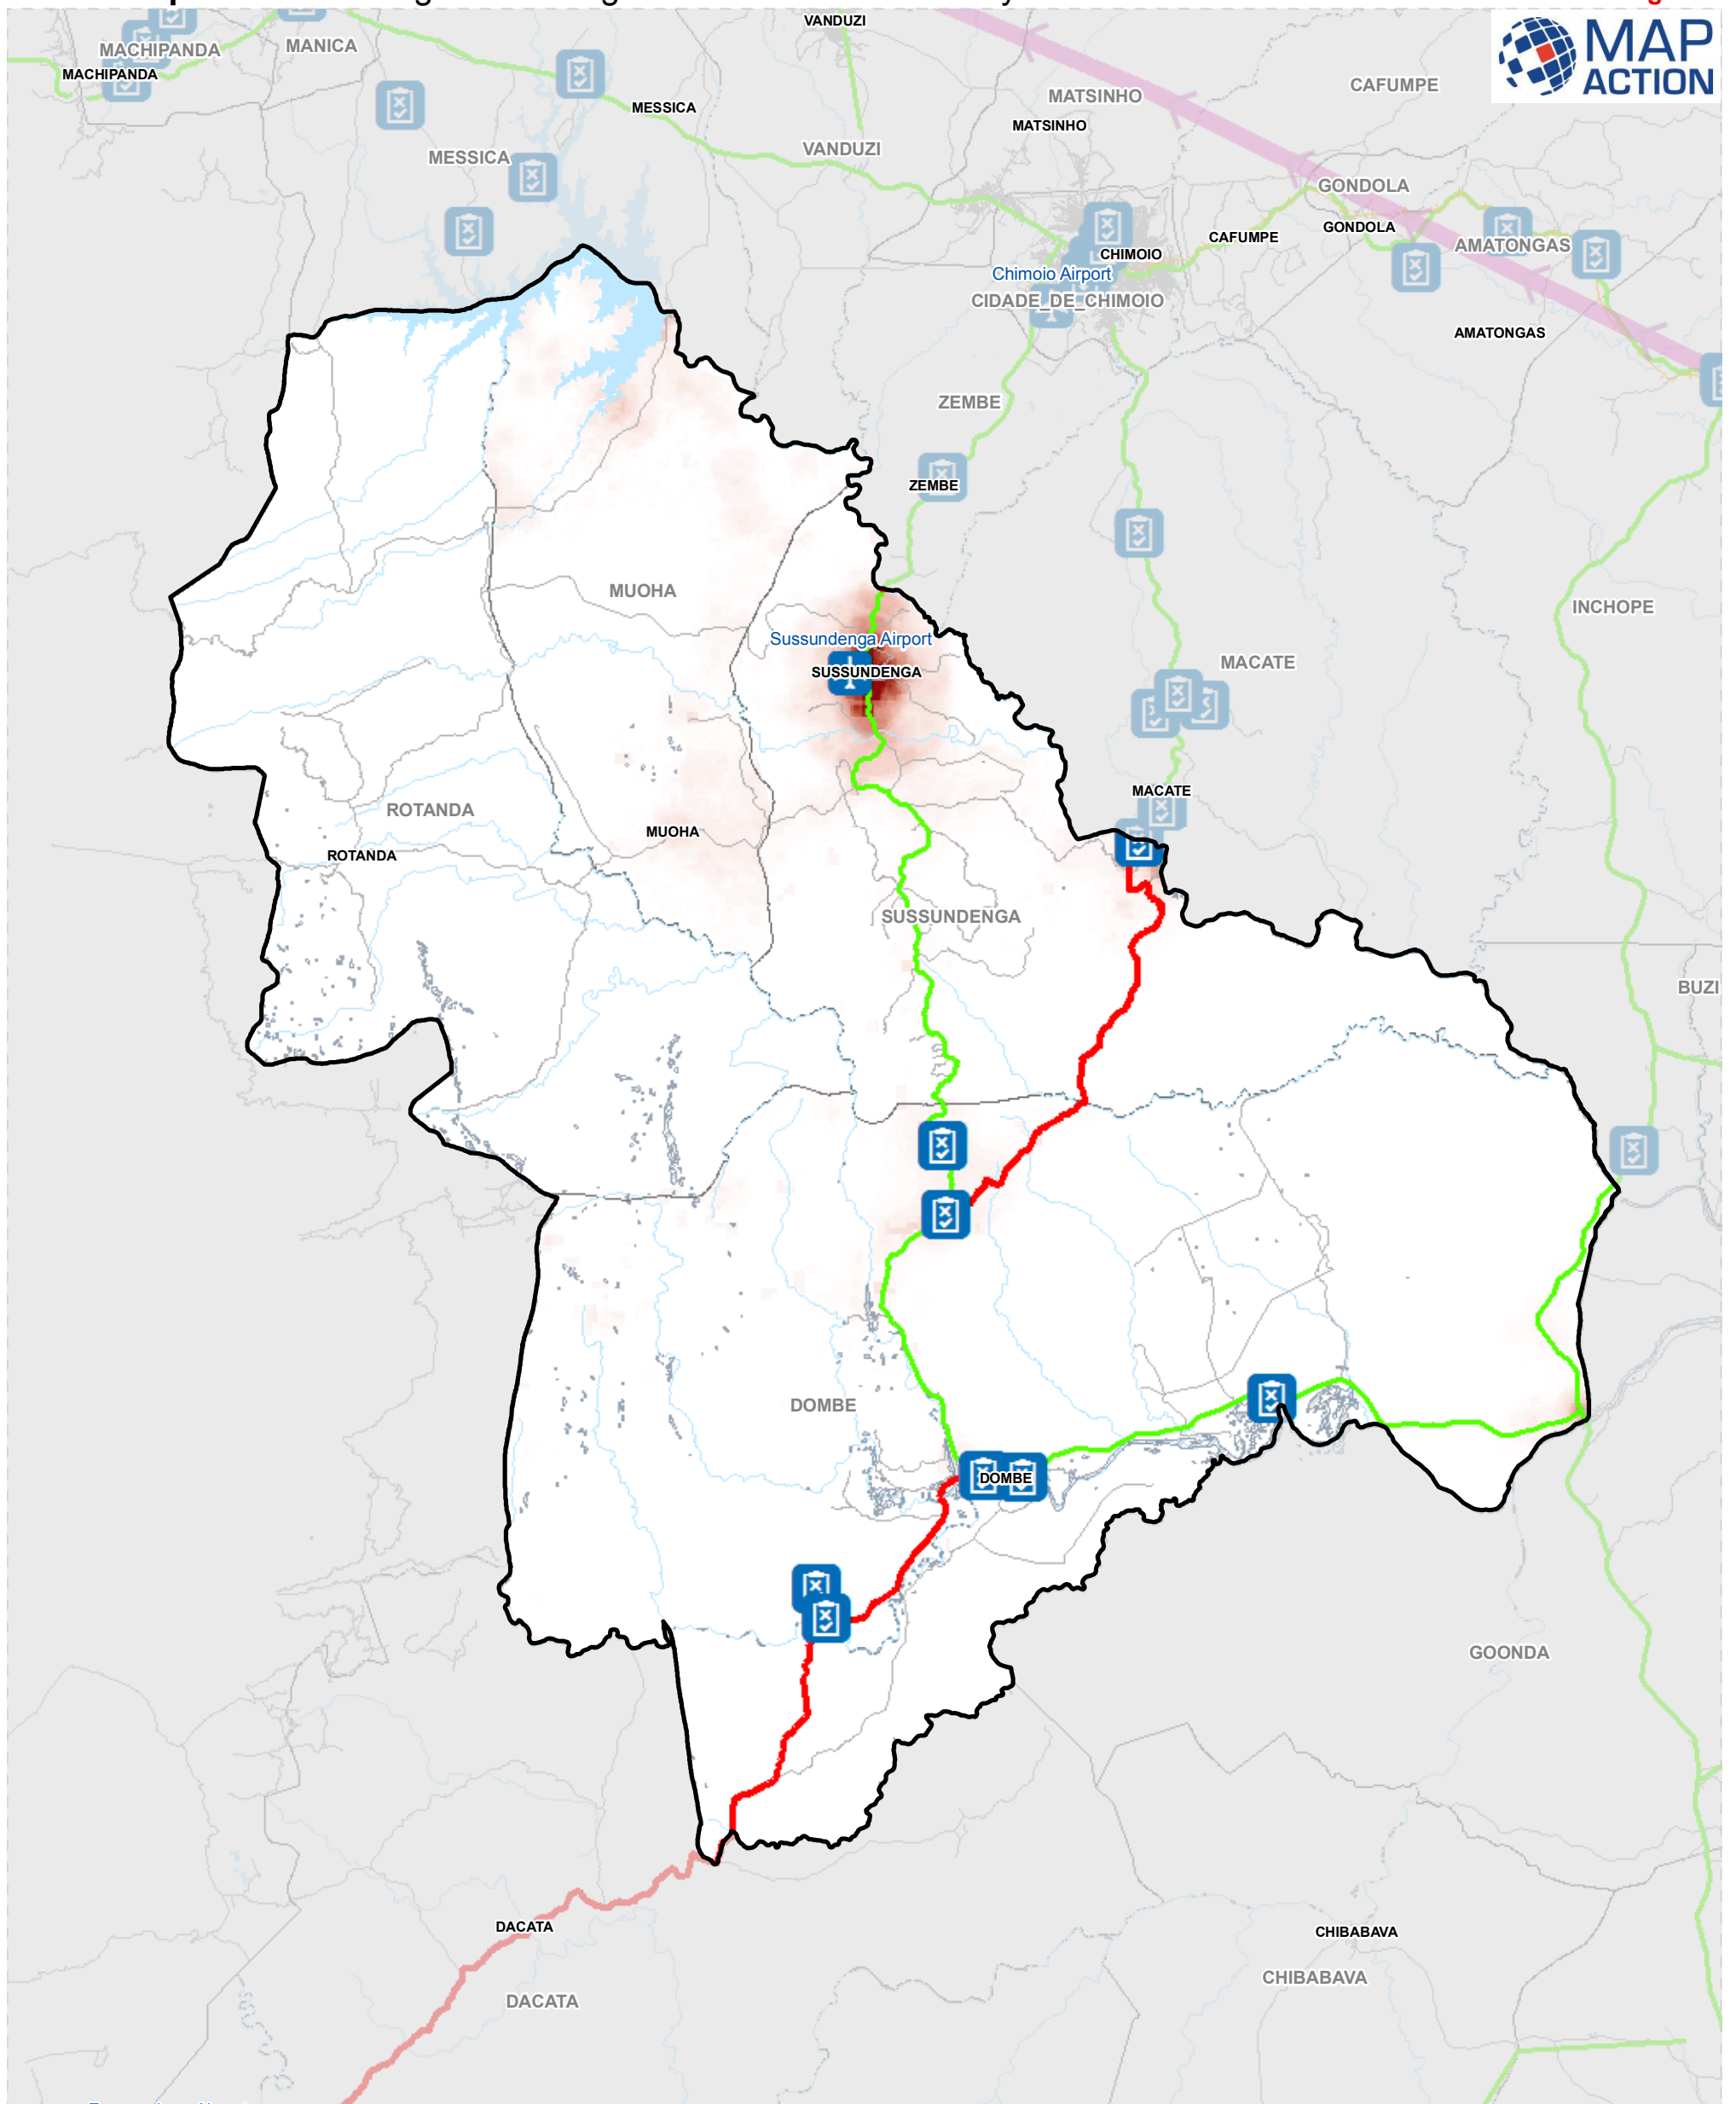 VANDUZI
MACHIPANDA
MANICA
MACHIPANDA
MAP
ACTION
CAFUMPE
MATSINHO
MESSICA
MATSINHO
VANDUZI
MESSICA
GONDOLA
GONDOLA
CAFUMPE
AMATONGAS
CHIMOIO
Chimoio Airport
CIDADE_DE_CHIMOIO
AMATONGAS
ZEMBE
ZEMBE
MUOHA
INCHOPE
Sussundenga Airport
MACATE
SUSSUNDENGA
MACATE
ROTANDA
MUOHA
ROTANDA
SUSSUNDENGA
BUZI
DOMBE
DOMBE
GOONDA
DACATA
CHIBABAVA
CHIBABAVA
DACATA